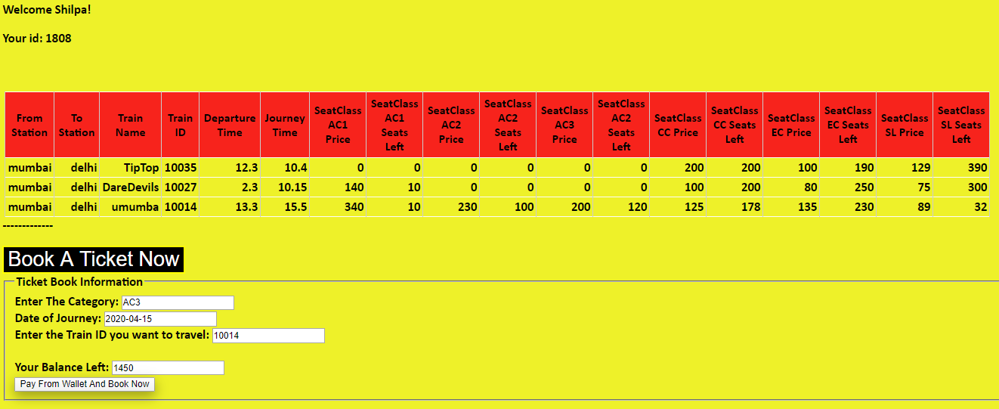 Welcome Shilpa!
Your id: 1808
From Station To Station Train Name Train ID Departure Time Journey Time SeatClass AC1 Price SeatClass AC1 Seats Left SeatClass AC2 Price SeatClass AC2 Seats Left SeatClass AC3 Price SeatClass AC2 Seats Left SeatClass CC Price SeatClass CC Seats Left SeatClass EC Price SeatClass EC Seats Left SeatClass SL Price SeatClass SL Seats Left
mumbai delhi TipTop 10035 12.3 10.4 0 0 0 0 0 0 200 200 100 190 129 390
mumbai delhi DareDevils 10027 2.3 10.15 140 10 0 0 0 0 100 200 80 250 75 300
mumbai delhi umumba 10014 13.3 15.5 340 10 230 100 200 120 125 178 135 230 89 32
-------------
Book A Ticket Now
Ticket Book Information
Enter The Category: AC3
Date of Journey: 2020-04-15
Enter the Train ID you want to travel: 10014
Your Balance Left: 1450
Pay From Wallet And Book Now